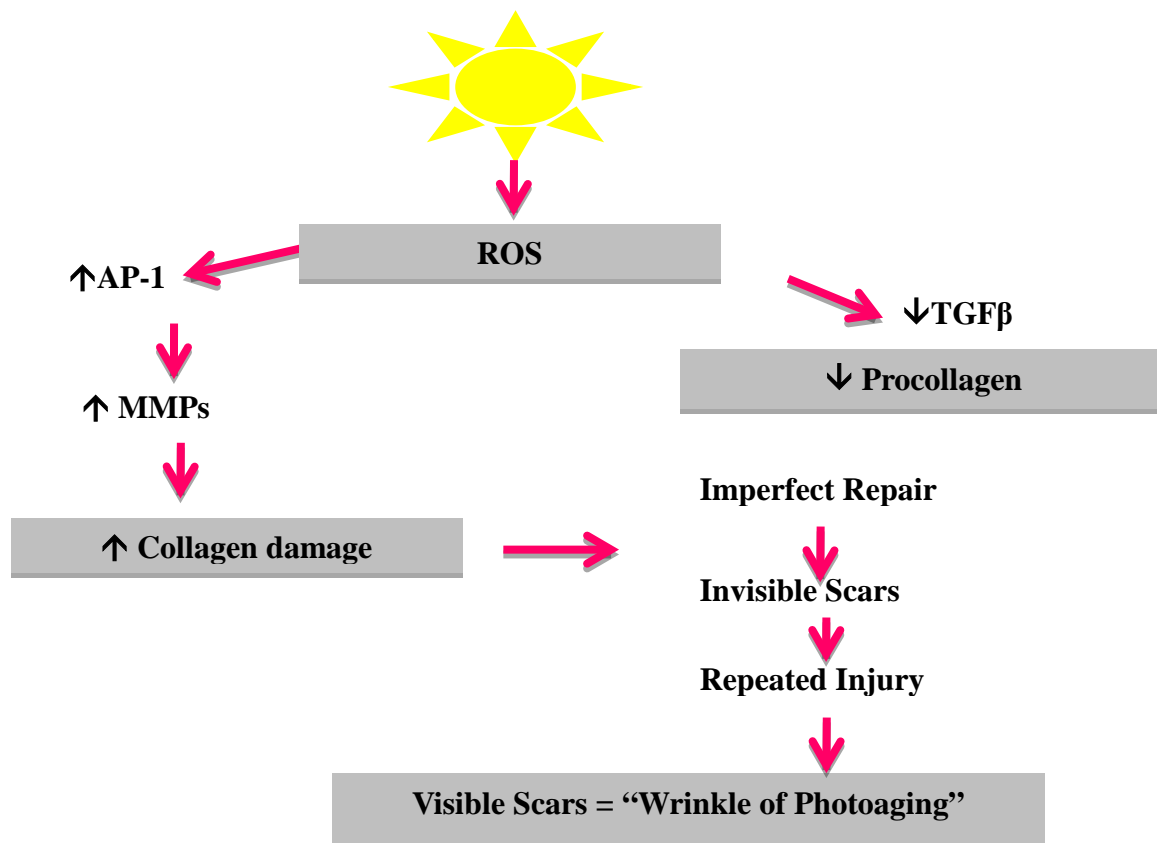 ROS
↑AP-1
↓TGFβ
↓ Procollagen
↑ MMPs
Imperfect Repair
↑ Collagen damage
Invisible Scars
Repeated Injury
Visible Scars = “Wrinkle of Photoaging”